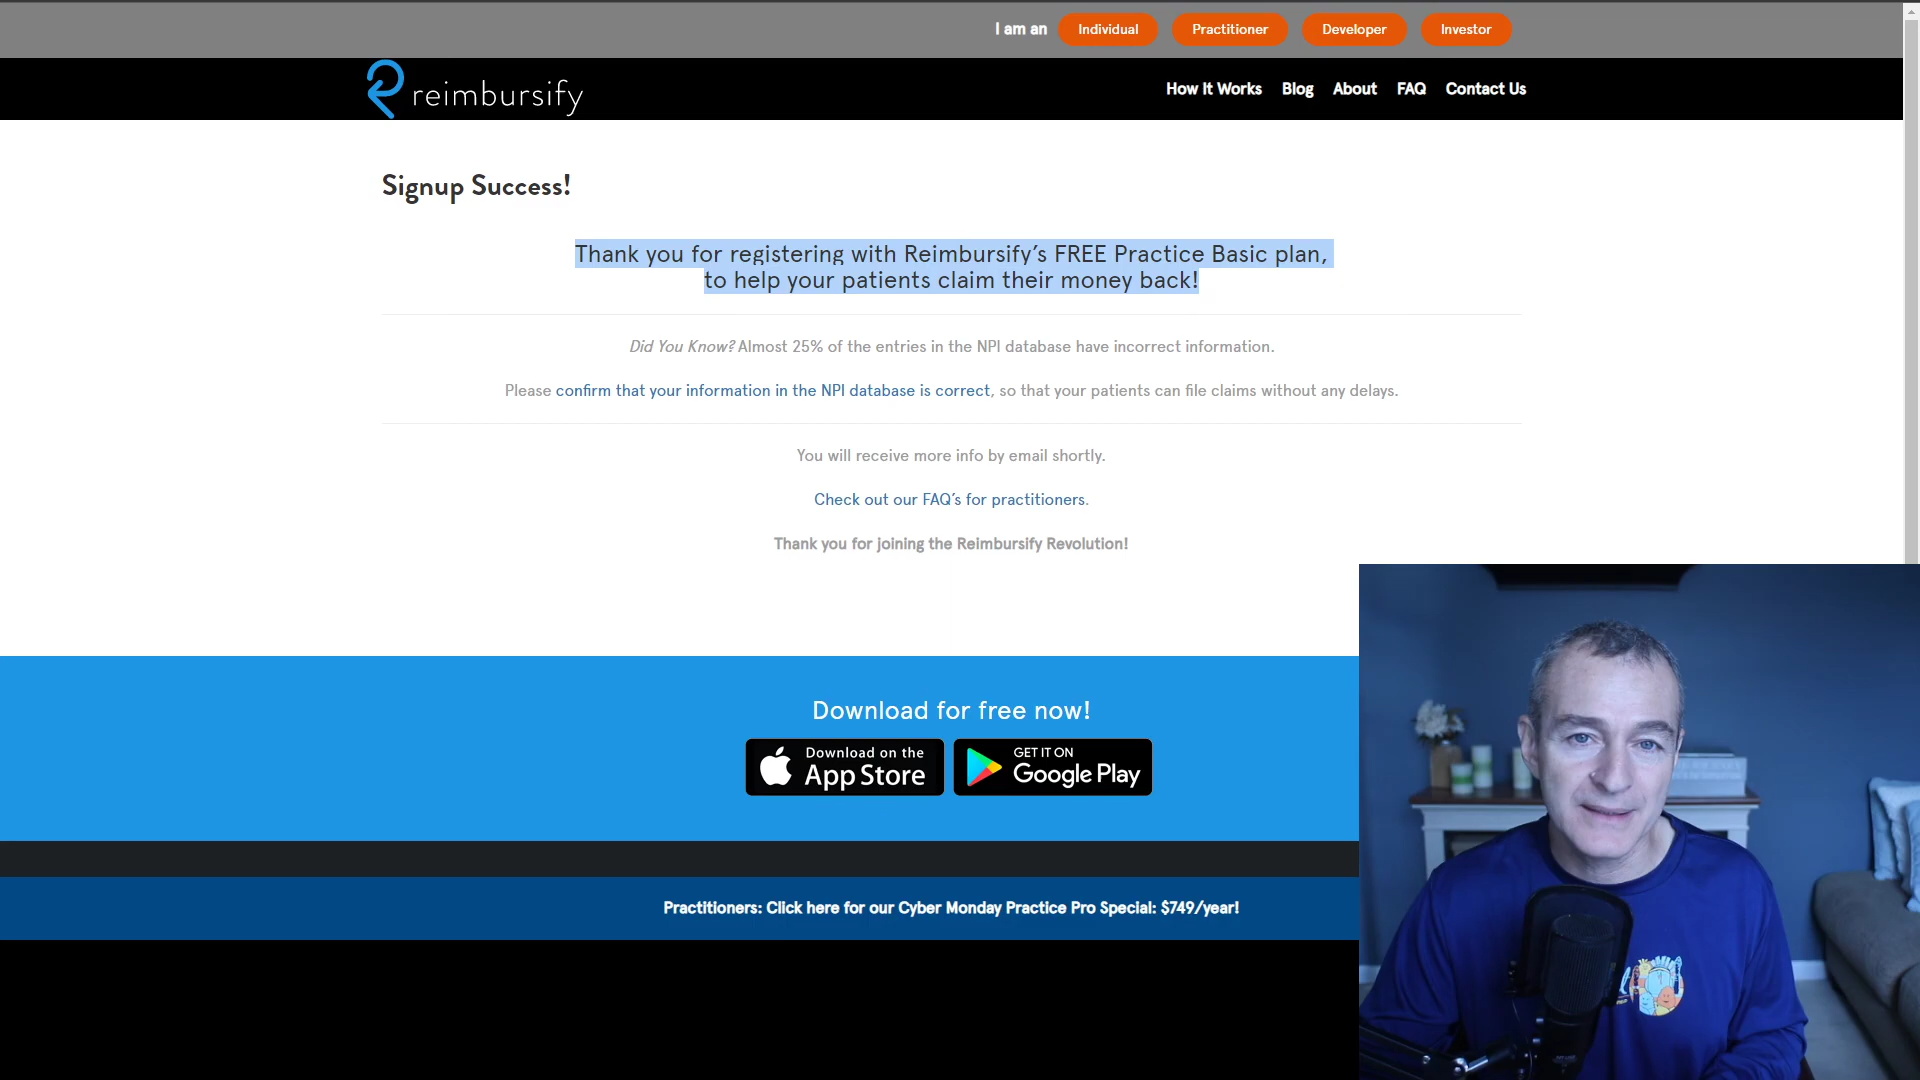 I am an Individual Practitioner Developer Investor
reimbursify How It Works Blog About FAQ Contact Us
Signup Success!
Thank you for registering with Reimbursify’s FREE Practice Basic plan,
to help your patients claim their money back!
Did You Know? Almost 25% of the entries in the NPI database have incorrect information.
Please confirm that your information in the NPI database is correct, so that your patients can file claims without any delays.
You will receive more info by email shortly.
Check out our FAQ’s for practitioners.
Thank you for joining the Reimbursify Revolution!
Download for free now!
Download on the
App Store
GET IT ON
Google Play
Practitioners: Click here for our Cyber Monday Practice Pro Special: $749/year!